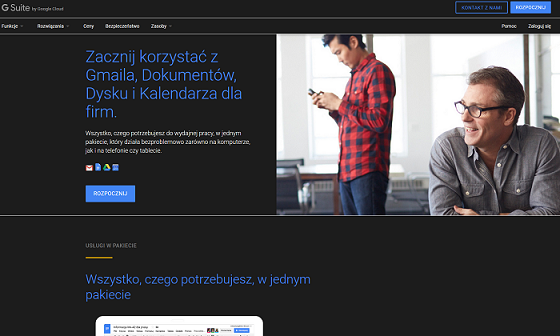 G Suite by Google Cloud
KONTAKT Z NAMI
ROZPOCZNIJ
Funkcje
Rozwiązania
Ceny
Bezpieczeństwo
Zasoby
Pomoc
Zaloguj się
Zacznij korzystać z
Gmaila, Dokumentów,
Dysku i Kalendarza dla
firm.
Wszystko, czego potrzebujesz do wydajnej pracy, w jednym
pakiecie, który działa bezproblemowo zarówno na komputerze,
jak i na telefonie czy tablecie.
ROZPOCZNIJ
USŁUGI W PAKIECIE
Wszystko, czego potrzebujesz, w jednym
pakiecie